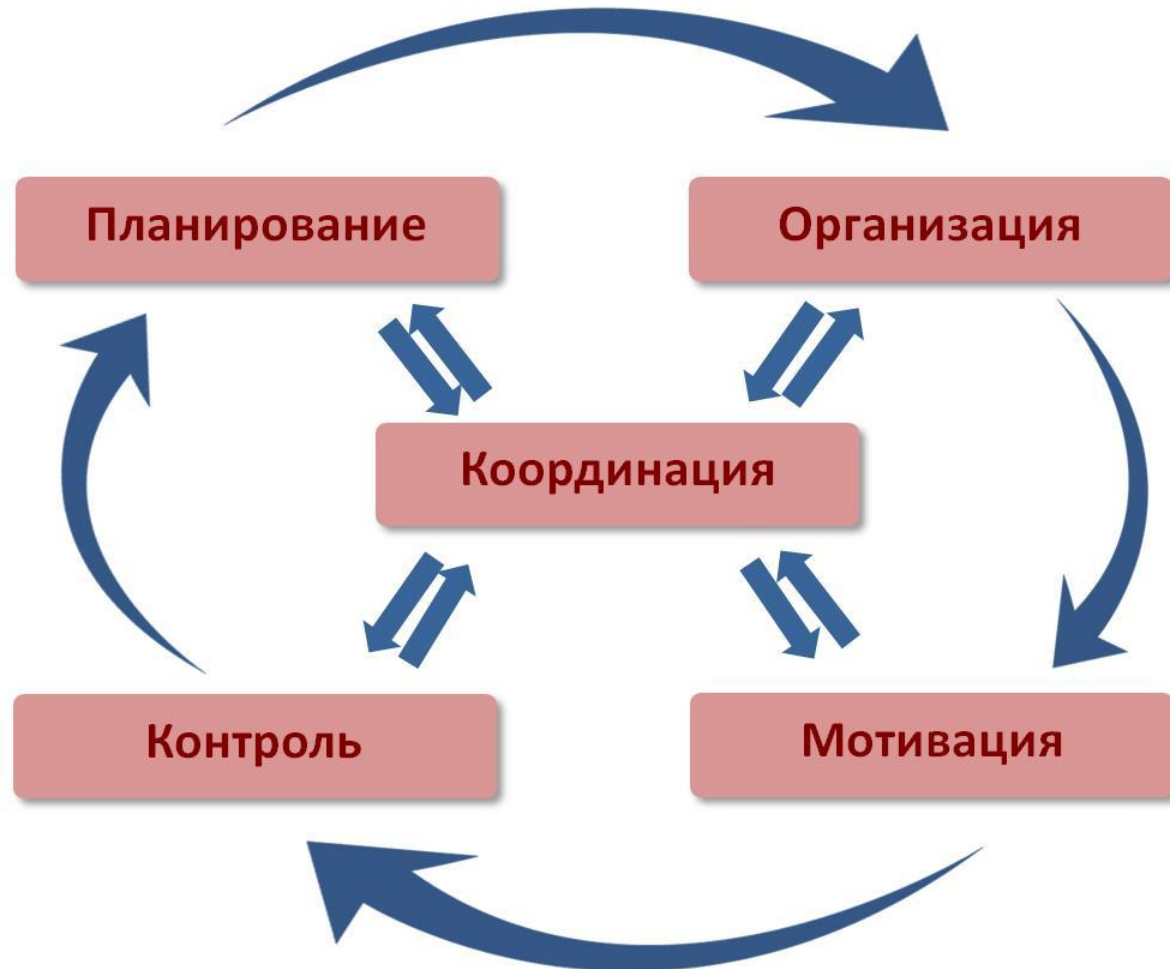 Планирование
Организация
Координация
Контроль
Мотивация